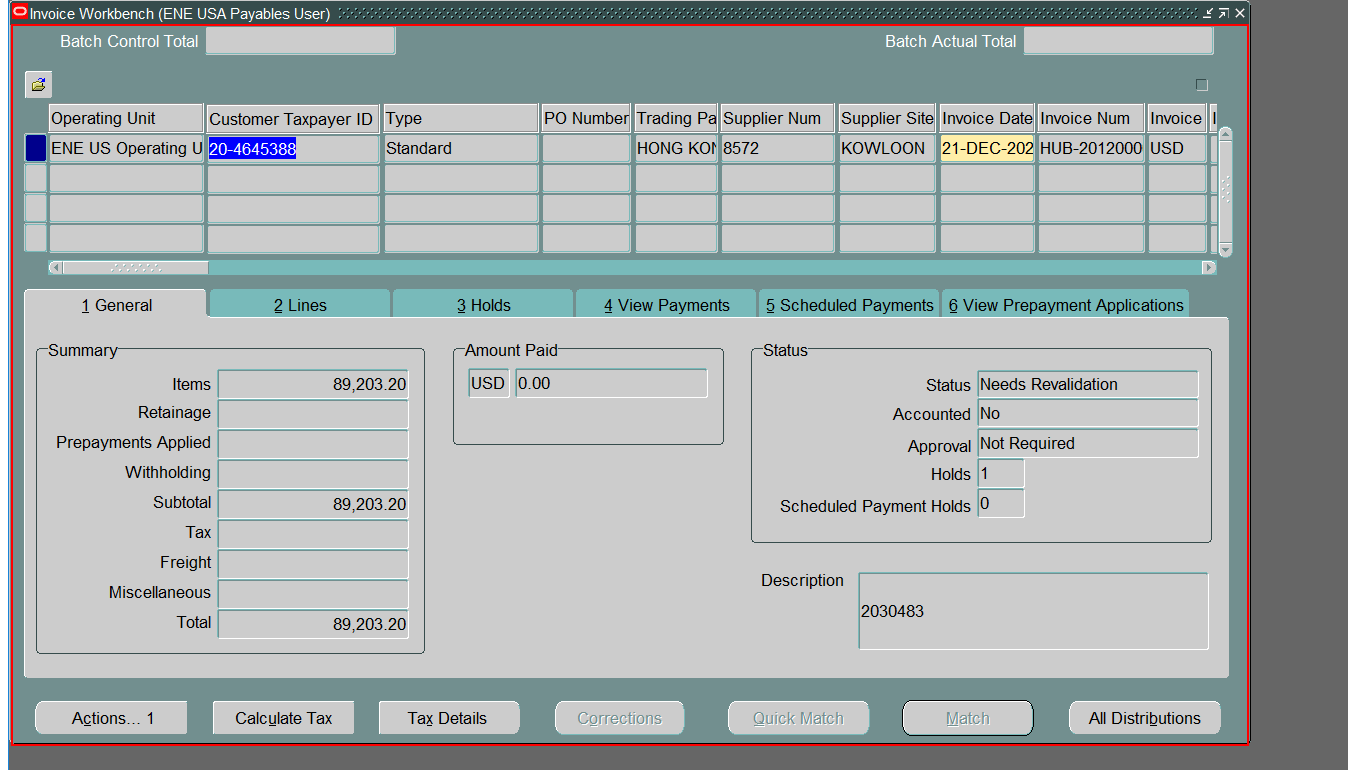 Invoice Workbench (ENE USA Payables User)
Batch Control Total Batch Actual Total
Operating Unit Customer Taxpayer ID Type PO Number Trading Pa Supplier Num Supplier Site Invoice Date Invoice Num Invoice I
ENE US Operating U 20-4645388 Standard HONG KON 8572 KOWLOON 21-DEC-202 HUB-2012000 USD
1 General 2 Lines 3 Holds 4 View Payments 5 Scheduled Payments 6 View Prepayment Applications
Summary
Items 89,203.20
Retainage
Prepayments Applied
Withholding
Subtotal 89,203.20
Tax
Freight
Miscellaneous
Total 89,203.20
Amount Paid
USD 0.00
Status
Status Needs Revalidation
Accounted No
Approval Not Required
Holds 1
Scheduled Payment Holds 0
Description 2030483
Actions... 1 Calculate Tax Tax Details Corrections Quick Match Match All Distributions